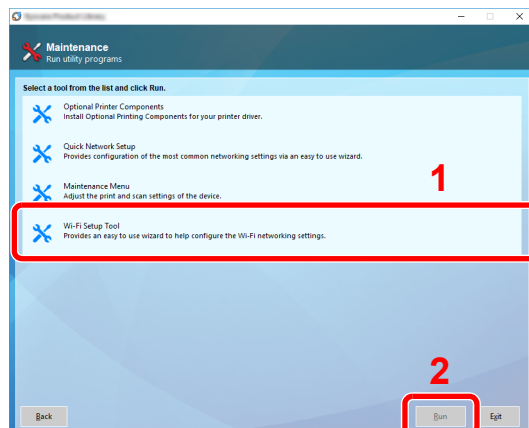 Maintenance
Run utility programs
Select a tool from the list and click Run.
Optional Printer Components
Install Optional Printing Components for your printer driver.
Quick Network Setup
Provides configuration of the most common networking settings via an easy to use wizard.
1
Maintenance Menu
Adjust the print and scan settings of the device.
Wi-Fi Setup Tool
Provides an easy to use wizard to help configure the Wi-Fi networking settings.
2
Back
Run
Exit